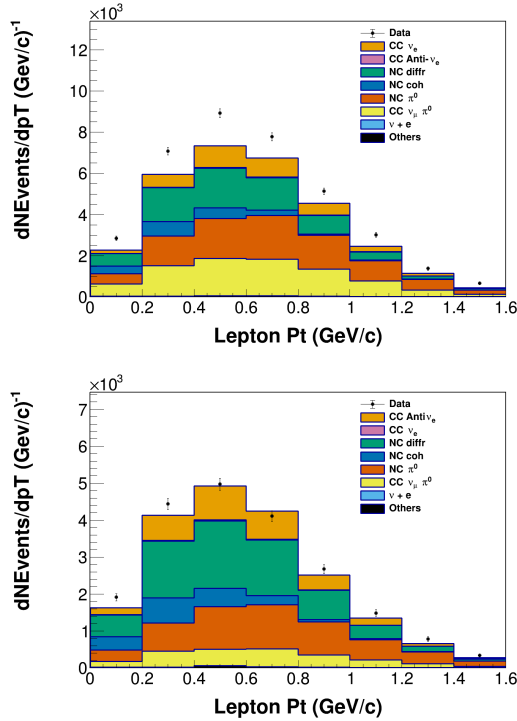 ×10³
dNEvents/dpT (GeV/c)⁻¹
12
10
8
6
4
2
0
Data
CC νₑ
CC Anti-νₑ
NC diffr
NC coh
NC π⁰
CC ν_μ π⁰
ν + e
Others
0 0.2 0.4 0.6 0.8 1 1.2 1.4 1.6
Lepton Pt (GeV/c)
×10³
dNEvents/dpT (GeV/c)⁻¹
7
6
5
4
3
2
1
0
Data
CC Anti νₑ
CC νₑ
NC diffr
NC coh
NC π⁰
CC ν_μ π⁰
ν + e
Others
0 0.2 0.4 0.6 0.8 1 1.2 1.4 1.6
Lepton Pt (GeV/c)